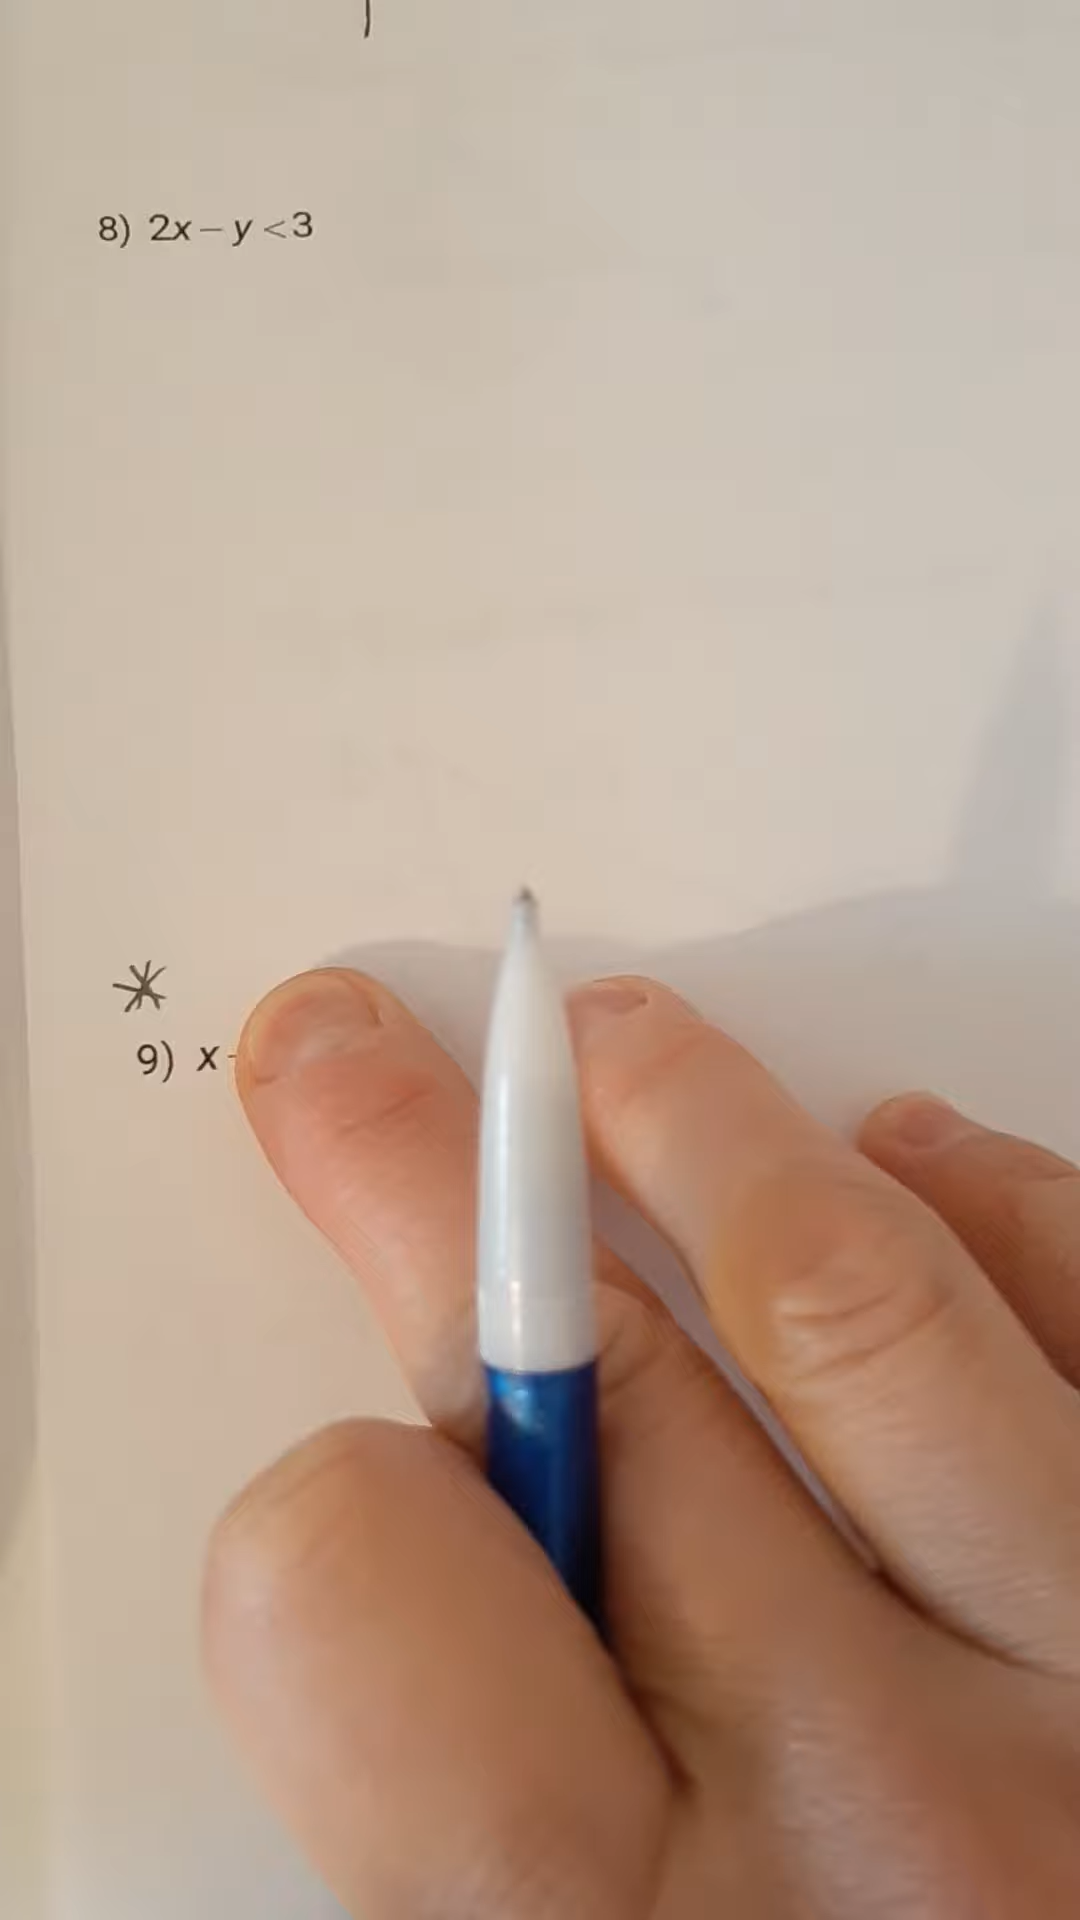 8) 2x – y < 3
9) x